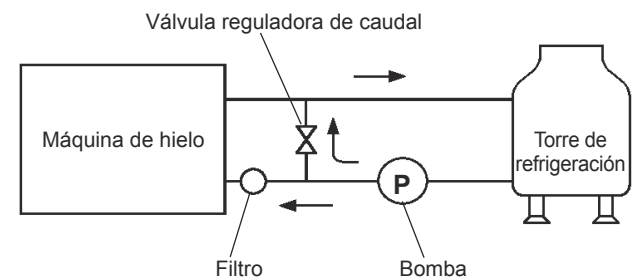 Válvula reguladora de caudal
Máquina de hielo
Torre de
refrigeración
P
Filtro
Bomba